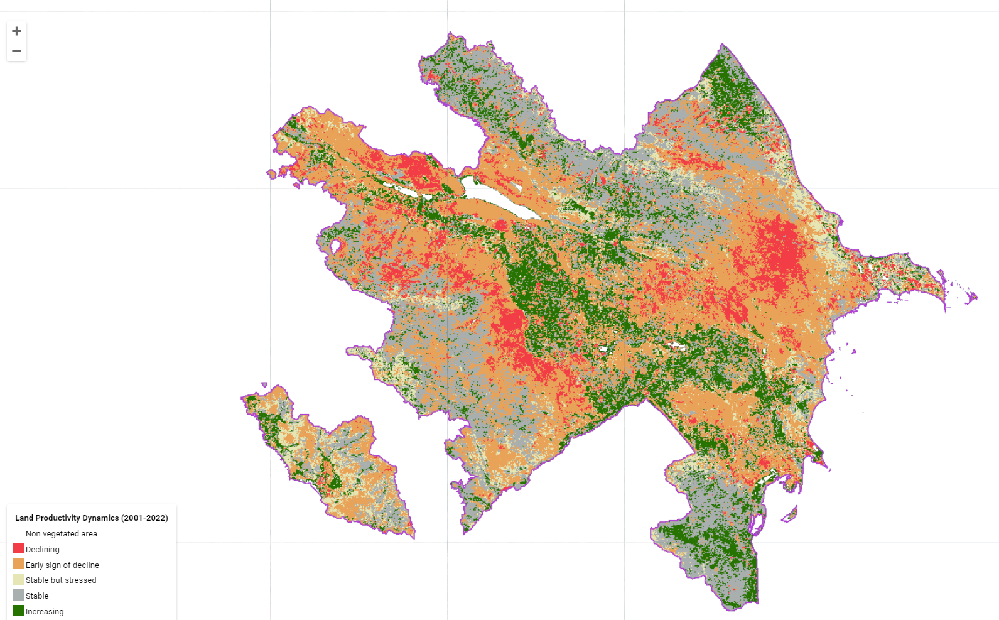 +
−
Land Productivity Dynamics (2001-2022)
Non vegetated area
Declining
Early sign of decline
Stable but stressed
Stable
Increasing